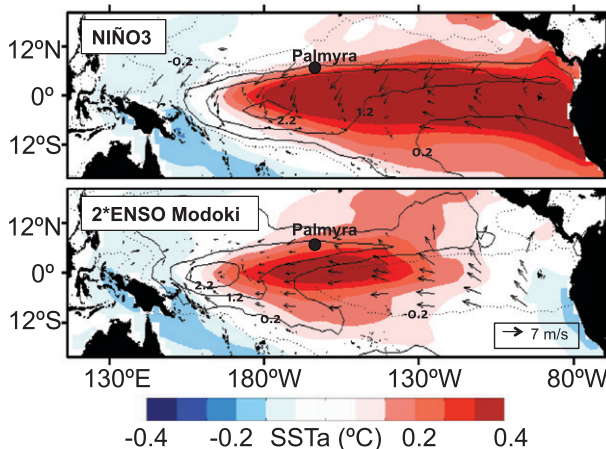 12ºN
0º
12ºS
NIÑO3
Palmyra
-0.2
2.2
1.2
0.2
12ºN
0º
12ºS
2*ENSO Modoki
Palmyra
2.2
1.2
0.2
-0.2
7 m/s
130ºE 180ºW 130ºW 80ºW
-0.4 -0.2 SSTa (ºC) 0.2 0.4